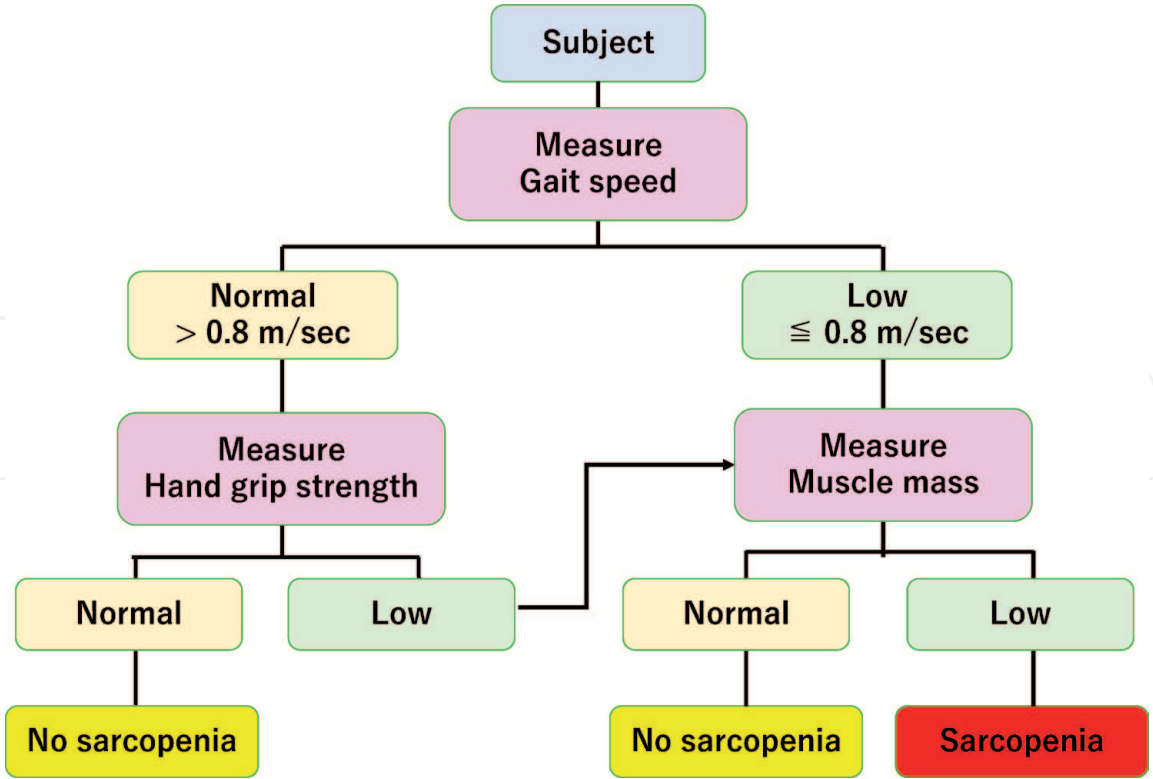 Subject
Measure
Gait speed
Normal
> 0.8 m/sec
Low
≦ 0.8 m/sec
Measure
Hand grip strength
Measure
Muscle mass
Normal
Low
Normal
Low
No sarcopenia
No sarcopenia
Sarcopenia